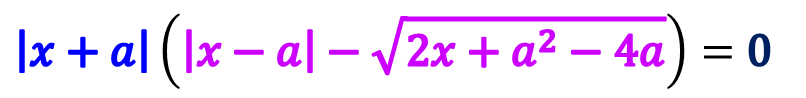 |x + a|(|x − a| − √(2x + a² − 4a)) = 0